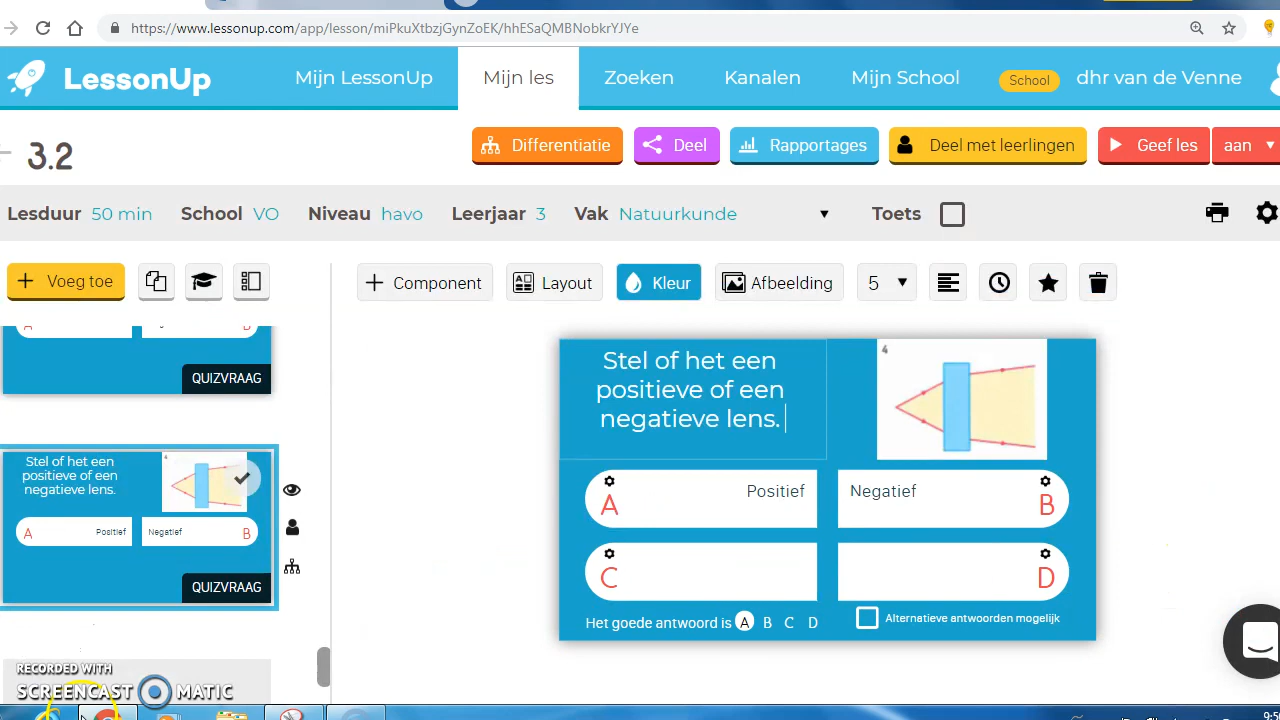 https://www.lessonup.com/app/lesson/miPkuXtbzjGynZoEK/hhESaQMBNobkrYJYe
LessonUp
Mijn LessonUp
Mijn les
Zoeken
Kanalen
Mijn School
School
dhr van de Venne
3.2
Differentiatie
Deel
Rapportages
Deel met leerlingen
Geef les
aan
Lesduur 50 min
School VO
Niveau havo
Leerjaar 3
Vak Natuurkunde
Toets
+ Voeg toe
+ Component
Layout
Kleur
Afbeelding
5
A
B
QUIZVRAAG
Stel of het een
positieve of een
negatieve lens.
A Positief
Negatief B
QUIZVRAAG
Stel of het een
positieve of een
negatieve lens.
4
A Positief
Negatief B
C
D
Het goede antwoord is A B C D
Alternatieve antwoorden mogelijk
RECORDED WITH
SCREENCAST MATIC